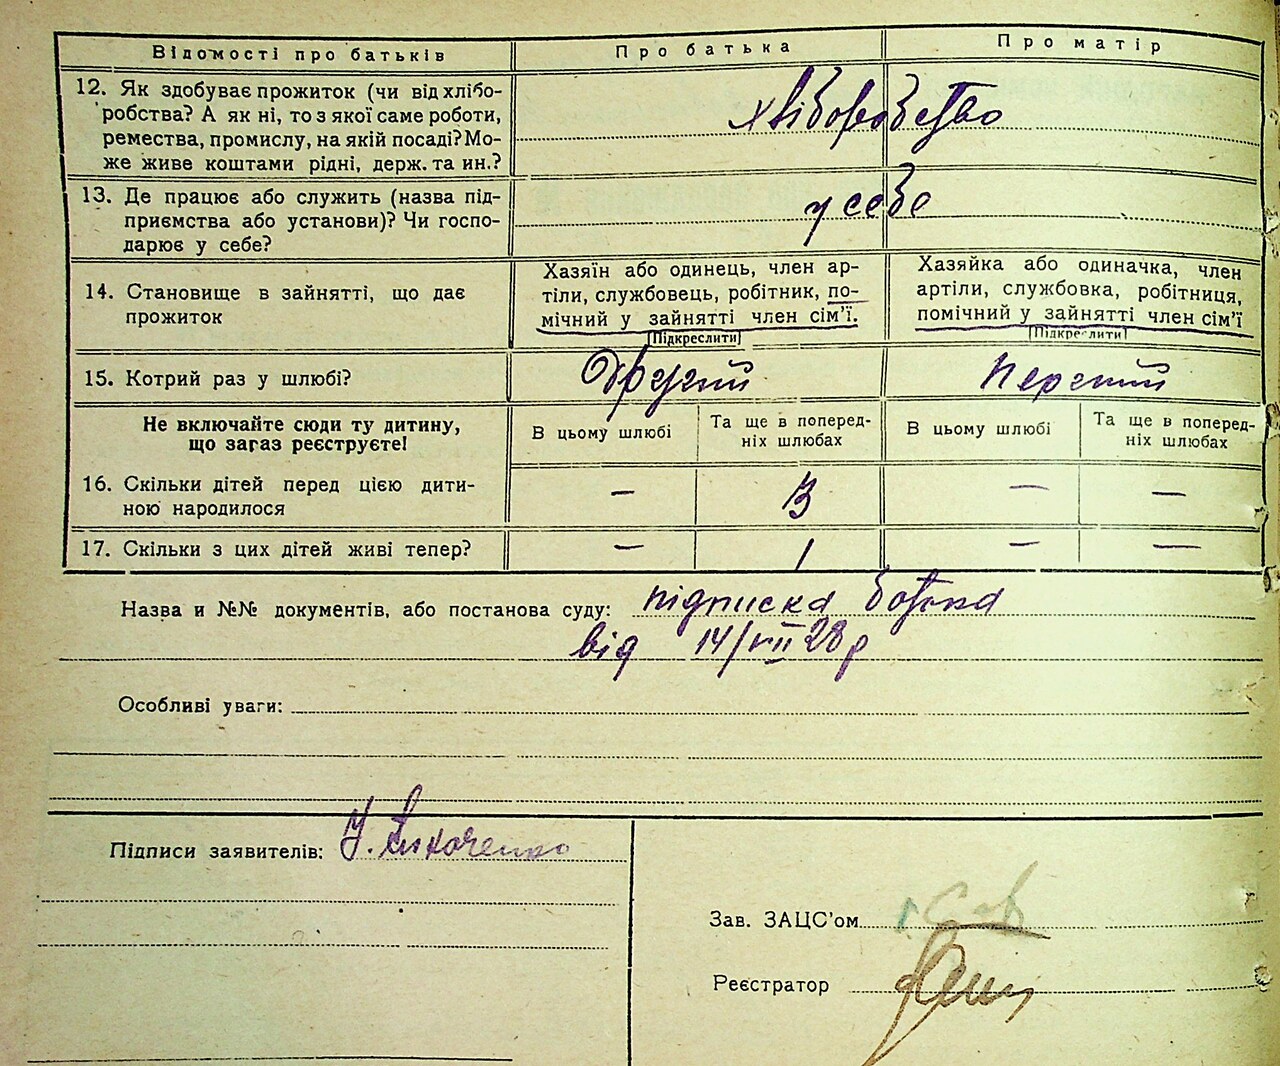 Відомості про батьків Про батька Про матір
12. Як здобуває прожиток (чи від хлібо-
робства? А як ні, то з якої саме роботи,
ремества, промислу, на якій посаді? Мо-
же живе коштами рідні, держ. та ин.?
хліборобство
13. Де працює або служить (назва під-
приємства або установи)? Чи госпо-
дарює у себе?
у себе
14. Становище в зайнятті, що дає
прожиток
Хазяїн або одинець, член ар-
тіли, службовець, робітник, по-
мічний у зайнятті член сім'ї.
(Підкреслити)
Хазяйка або одиначка, член
артіли, службовка, робітниця,
помічний у зайнятті член сім'ї
(Підкреслити)
15. Котрий раз у шлюбі? Другий Перший
Не включайте сюди ту дитину,
що зараз реєструєте!
В цьому шлюбі
Та ще в поперед-
ніх шлюбах
В цьому шлюбі
Та ще в поперед-
ніх шлюбах
16. Скільки дітей перед цією дити-
ною народилося
— 3 — —
17. Скільки з цих дітей живі тепер? — 1 — —
Назва и №№ документів, або постанова суду: підписка батька
від 14/VII 28 р
Особливі уваги:
Підписи заявителів:
Зав. ЗАЦС'ом
Реєстратор